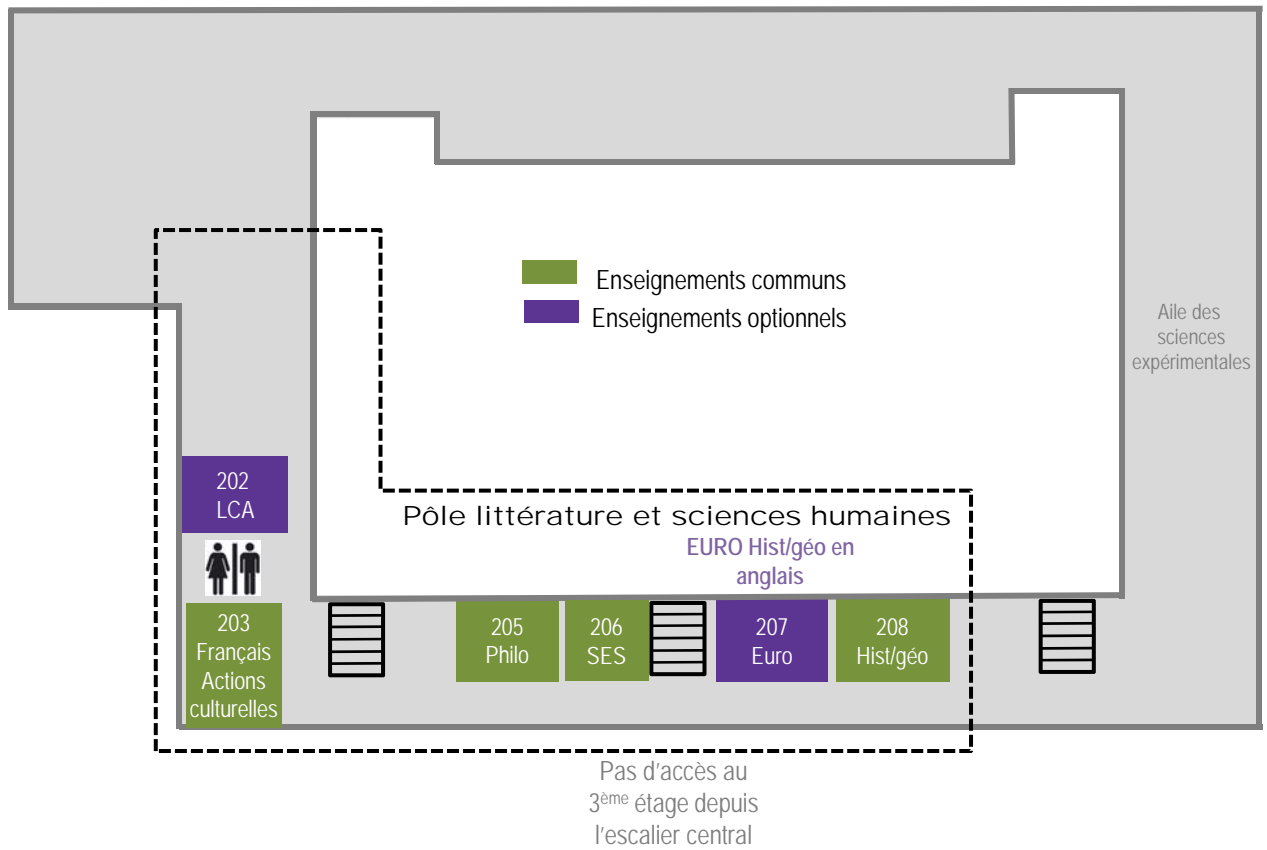 Enseignements communs
Enseignements optionnels
Aile des
sciences
expérimentales
202
LCA
Pôle littérature et sciences humaines
EURO Hist/géo en
anglais
203
Français
Actions
culturelles
205
Philo
206
SES
207
Euro
208
Hist/géo
Pas d'accès au
3ème étage depuis
l'escalier central